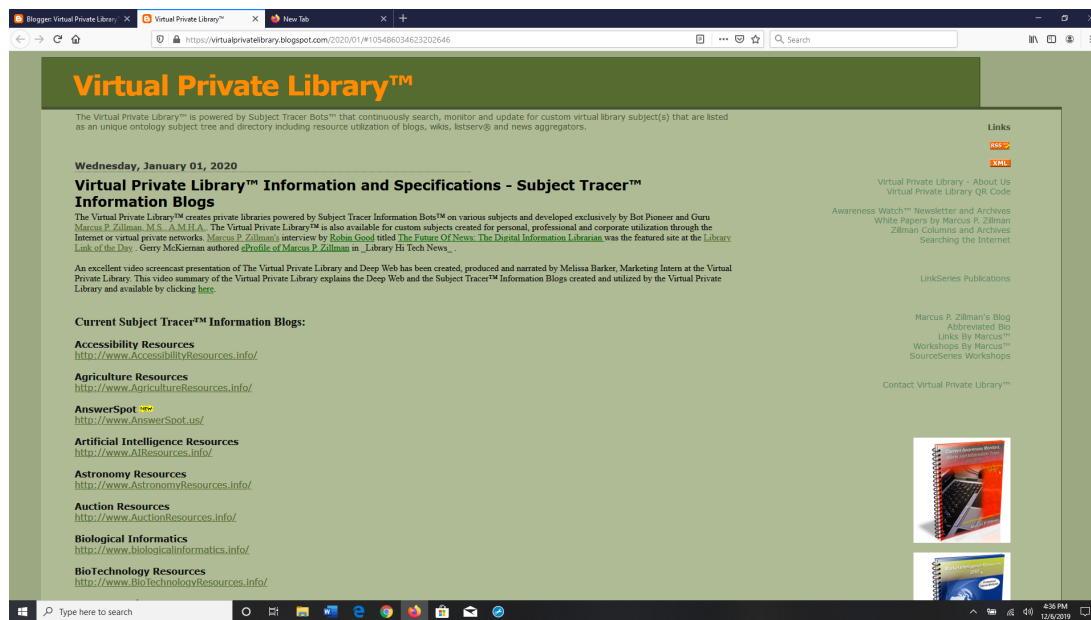 Blogger: Virtual Private Library
Virtual Private Library™
New Tab
https://virtualprivatelibrary.blogspot.com/2020/01/#105486034623202646
Search
Virtual Private Library™
The Virtual Private Library™ is powered by Subject Tracer Bots™ that continuously search, monitor and update for custom virtual library subject(s) that are listed
as an unique ontology subject tree and directory including resource utilization of blogs, wikis, listserv® and news aggregators.
Wednesday, January 01, 2020
Virtual Private Library™ Information and Specifications - Subject Tracer™
Information Blogs
The Virtual Private Library™ creates private libraries powered by Subject Tracer Information Bots™ on various subjects and developed exclusively by Bot Pioneer and Guru
Marcus P. Zillman, M.S., A.M.H.A.. The Virtual Private Library™ is also available for custom subjects created for personal, professional and corporate utilization through the
Internet or virtual private networks. Marcus P. Zillman's interview by Robin Good titled The Future Of News: The Digital Information Librarian was the featured site at the Library
Link of the Day . Gerry McKiernan authored eProfile of Marcus P. Zillman in _Library Hi Tech News_ .
An excellent video screencast presentation of The Virtual Private Library and Deep Web has been created, produced and narrated by Melissa Barker, Marketing Intern at the Virtual
Private Library. This video summary of the Virtual Private Library explains the Deep Web and the Subject Tracer™ Information Blogs created and utilized by the Virtual Private
Library and available by clicking here.
Current Subject Tracer™ Information Blogs:
Accessibility Resources
http://www.AccessibilityResources.info/
Agriculture Resources
http://www.AgricultureResources.info/
AnswerSpot NEW
http://www.AnswerSpot.us/
Artificial Intelligence Resources
http://www.AIResources.info/
Astronomy Resources
http://www.AstronomyResources.info/
Auction Resources
http://www.AuctionResources.info/
Biological Informatics
http://www.biologicalinformatics.info/
BioTechnology Resources
http://www.BioTechnologyResources.info/
Links
RSS
XML
Virtual Private Library - About Us
Virtual Private Library QR Code
Awareness Watch™ Newsletter and Archives
White Papers by Marcus P. Zillman
Zillman Columns and Archives
Searching the Internet
LinkSeries Publications
Marcus P. Zillman's Blog
Abbreviated Bio
Links By Marcus™
Workshops By Marcus™
SourceSeries Workshops
Contact Virtual Private Library™
Type here to search
4:36 PM
12/6/2019